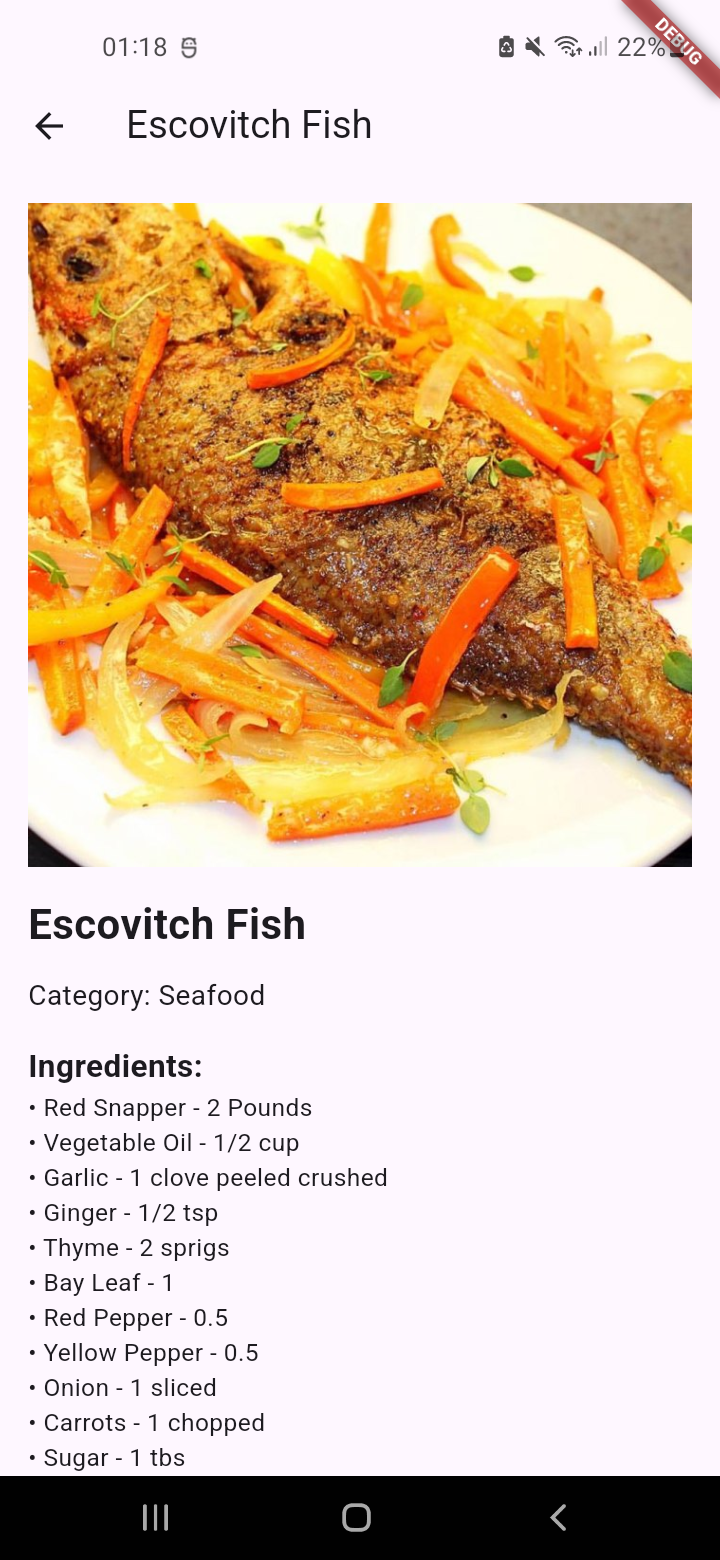 01:18
22%
DEBUG
Escovitch Fish
Escovitch Fish
Category: Seafood
Ingredients:
• Red Snapper - 2 Pounds
• Vegetable Oil - 1/2 cup
• Garlic - 1 clove peeled crushed
• Ginger - 1/2 tsp
• Thyme - 2 sprigs
• Bay Leaf - 1
• Red Pepper - 0.5
• Yellow Pepper - 0.5
• Onion - 1 sliced
• Carrots - 1 chopped
• Sugar - 1 tbs